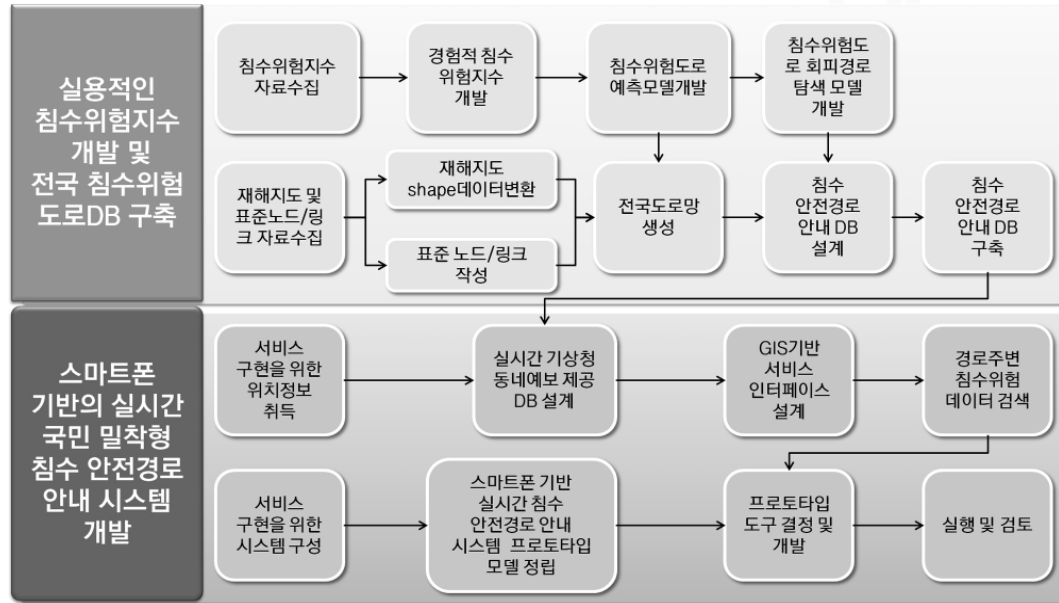 실용적인
침수위험지수
개발 및
전국 침수위험
도로DB 구축
침수위험지수
자료수집
경험적 침수
위험지수
개발
침수위험도로
예측모델개발
침수위험도
로 회피경로
탐색 모델
개발
재해지도 및
표준노드/링
크 자료수집
재해지도
shape데이터변환
표준 노드/링크
작성
전국도로망
생성
침수
안전경로
안내 DB
설계
침수
안전경로
안내 DB
구축
스마트폰
기반의 실시간
국민 밀착형
침수 안전경로
안내 시스템
개발
서비스
구현을 위한
위치정보
취득
실시간 기상청
동네예보 제공
DB 설계
GIS기반
서비스
인터페이스
설계
경로주변
침수위험
데이터 검색
서비스
구현을 위한
시스템 구성
스마트폰 기반
실시간 침수
안전경로 안내
시스템 프로토타입
모델 정립
프로토타입
도구 결정 및
개발
실행 및 검토